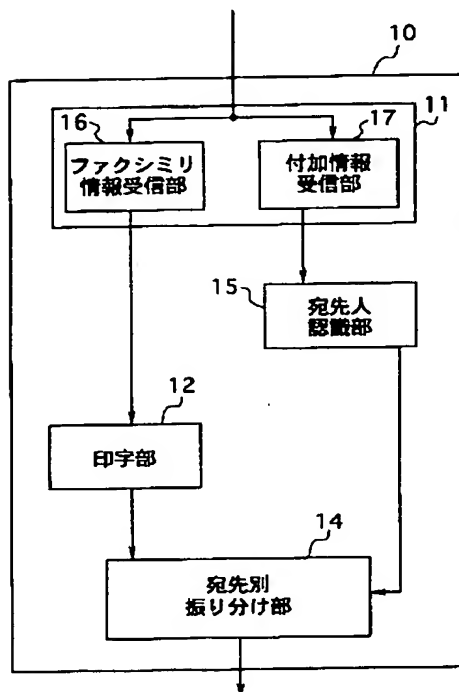 10
11
16
17
ファクシミリ
情報受信部
付加情報
受信部
15
宛先人
認識部
12
印字部
14
宛先別
振り分け部